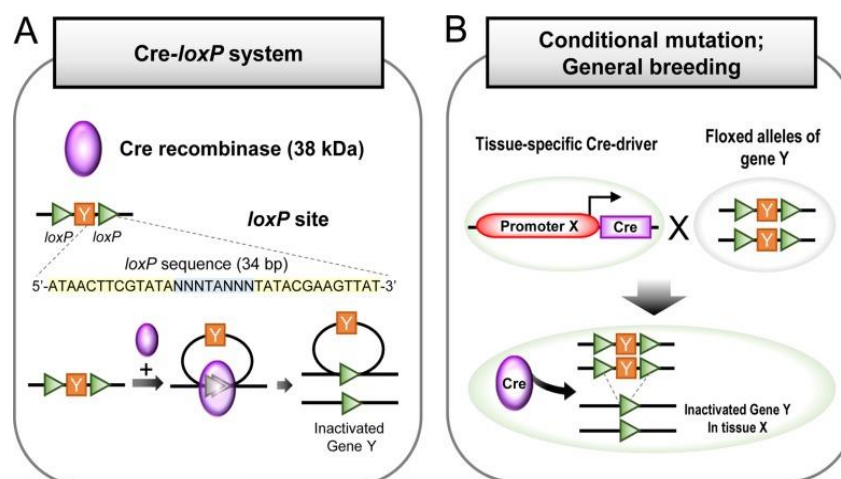 A
Cre-loxP system
Cre recombinase (38 kDa)
Y
loxP
loxP
loxP site
loxP sequence (34 bp)
5'-ATAACTTCGTATANNNTANNNTATACGAAGTTAT-3'
Y
+
Y
Y
Inactivated
Gene Y
B
Conditional mutation;
General breeding
Tissue-specific Cre-driver
Floxed alleles of
gene Y
Promoter X
Cre
X
Y
Y
Cre
Y
Y
Inactivated Gene Y
In tissue X